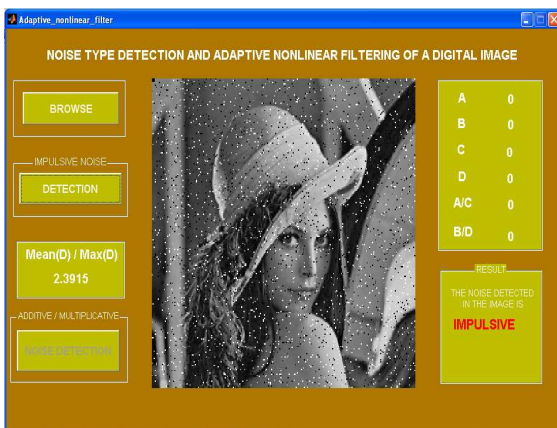 Adaptive_nonlinear_filter
NOISE TYPE DETECTION AND ADAPTIVE NONLINEAR FILTERING OF A DIGITAL IMAGE
BROWSE
IMPULSIVE NOISE
DETECTION
Mean(D) / Max(D)
2.3915
ADDITIVE / MULTIPLICATIVE
NOISE DETECTION
A 0
B 0
C 0
D 0
A/C 0
B/D 0
RESULT
THE NOISE DETECTED
IN THE IMAGE IS
IMPULSIVE